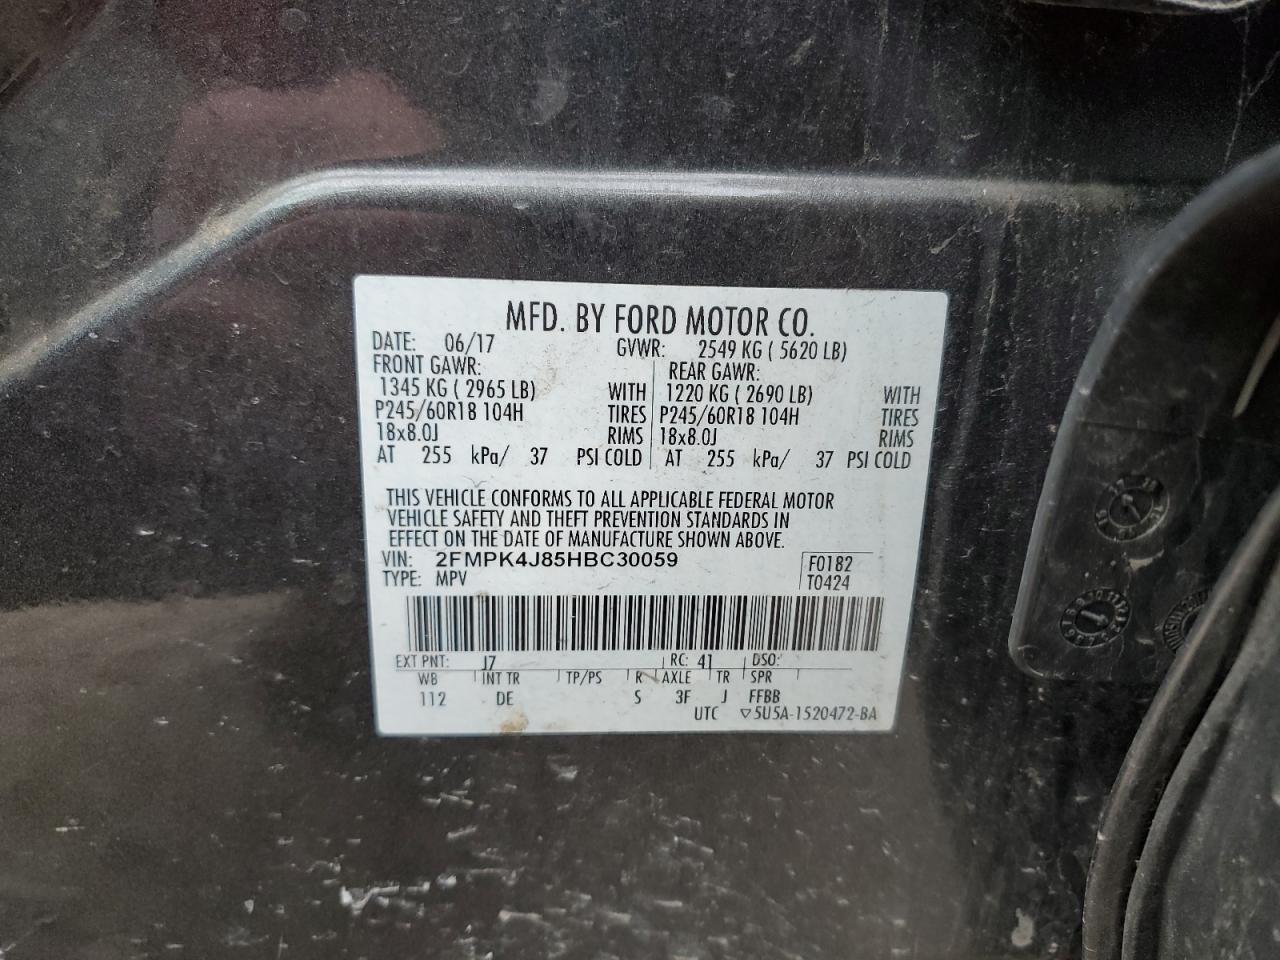 MFD. BY FORD MOTOR CO.
DATE: 06/17 GVWR: 2549 KG ( 5620 LB)
FRONT GAWR: REAR GAWR:
1345 KG ( 2965 LB) WITH 1220 KG ( 2690 LB) WITH
P245/60R18 104H TIRES P245/60R18 104H TIRES
18x8.0J RIMS 18x8.0J RIMS
AT 255 kPa/ 37 PSI COLD AT 255 kPa/ 37 PSI COLD
THIS VEHICLE CONFORMS TO ALL APPLICABLE FEDERAL MOTOR
VEHICLE SAFETY AND THEFT PREVENTION STANDARDS IN
EFFECT ON THE DATE OF MANUFACTURE SHOWN ABOVE.
VIN: 2FMPK4J85HBC30059 F0182
TYPE: MPV T0424
EXT PNT: J7 RC: 41 DSO:
WB INT TR TP/PS R AXLE TR SPR
112 DE S 3F J FFBB
UTC ▽5U5A-1520472-BA